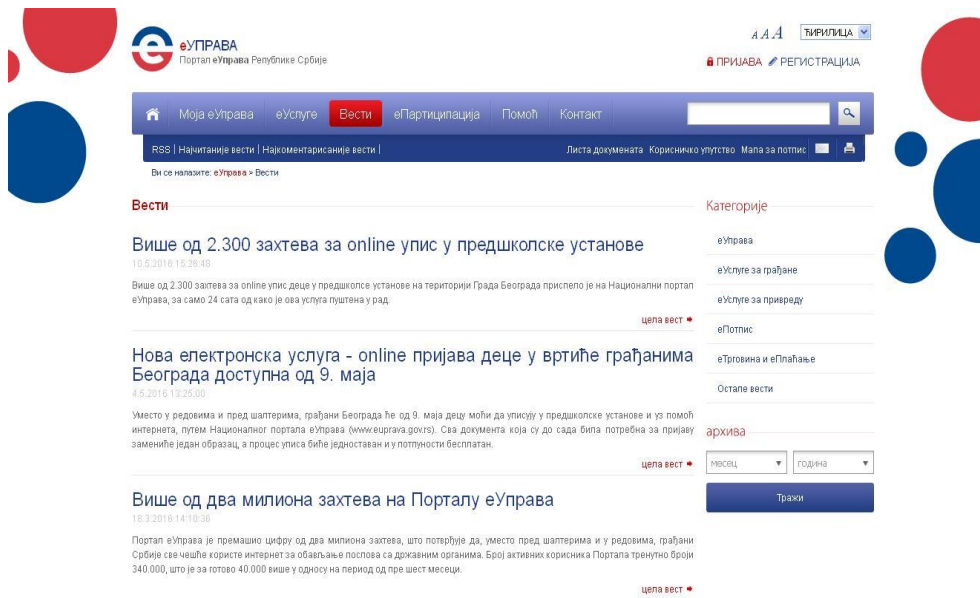 еУПРАВА
Портал еУправа Републике Србије
A A A
ЋИРИЛИЦА
ПРИЈАВА РЕГИСТРАЦИЈА
Моја еУправа еУслуге Вести еПартиципација Помоћ Контакт
RSS | Најчитаније вести | Најкоментарисаније вести |
Листа докумената Корисничко упутство Мапа за потпис
Ви се налазите: еУправа > Вести
Вести
Више од 2.300 захтева за online упис у предшколске установе
10.5.2016 15:28:48
Више од 2.300 захтева за online упис деце у предшколсе установе на територији Града Београда приспело је на Национални портал
еУправа, за само 24 сата од како је ова услуга пуштена у рад.
цела вест
Нова електронска услуга - online пријава деце у вртиће грађанима
Београда доступна од 9. маја
4.5.2016 13:25:00
Уместо у редовима и пред шалтерима, грађани Београда ће од 9. маја децу моћи да уписују у предшколске установе и уз помоћ
интернета, путем Националног портала еУправа (www.euprava.gov.rs). Сва документа која су до сада била потребна за пријаву
замениће један образац, а процес уписа биће једноставан и у потпуности бесплатан.
цела вест
Више од два милиона захтева на Порталу еУправа
18.3.2016 14:10:36
Портал еУправа је премашио цифру од два милиона захтева, што потврђује да, уместо пред шалтерима и у редовима, грађани
Србије све чешће користе интернет за обављање послова са државним органима. Број активних корисника Портала тренутно броји
340.000, што је за готово 40.000 више у односу на период од пре шест месеци.
цела вест
Категорије
еУправа
еУслуге за грађане
еУслуге за привреду
еПотпис
еТрговина и еПлаћање
Остале вести
архива
месец година
Тражи